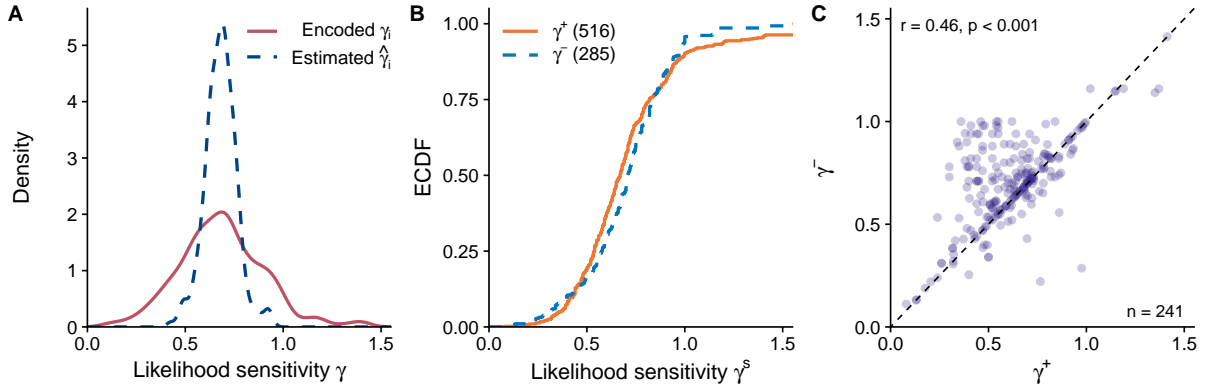 A
Encoded γᵢ
Estimated γ̂ᵢ
Density
5
4
3
2
1
0
0.0 0.5 1.0 1.5
Likelihood sensitivity γ
B
γ⁺ (516)
γ⁻ (285)
ECDF
1.00
0.75
0.50
0.25
0.00
0.0 0.5 1.0 1.5
Likelihood sensitivity γˢ
C
r = 0.46, p < 0.001
γ⁻
1.5
1.0
0.5
0.0
n = 241
0.0 0.5 1.0 1.5
γ⁺